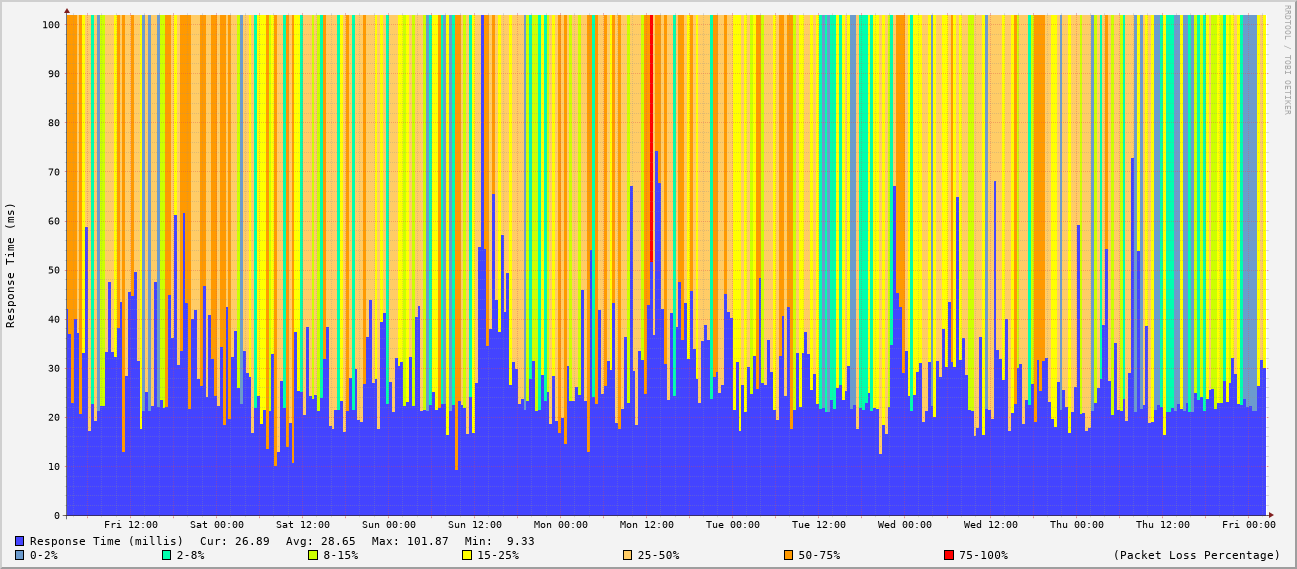 RRDTOOL / TOBI OETIKER
Response Time (ms)
100
90
80
70
60
50
40
30
20
10
0
Fri 12:00 Sat 00:00 Sat 12:00 Sun 00:00 Sun 12:00 Mon 00:00 Mon 12:00 Tue 00:00 Tue 12:00 Wed 00:00 Wed 12:00 Thu 00:00 Thu 12:00 Fri 00:00
Response Time (millis) Cur: 26.89 Avg: 28.65 Max: 101.87 Min: 9.33
0-2% 2-8% 8-15% 15-25% 25-50% 50-75% 75-100% (Packet Loss Percentage)